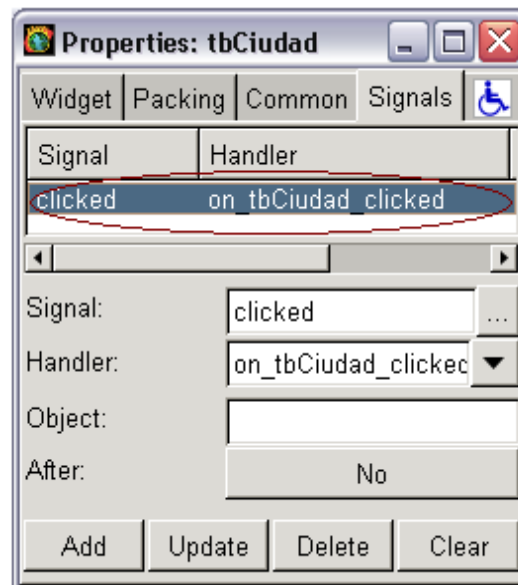 Properties: tbCiudad
Widget Packing Common Signals
Signal Handler
clicked on_tbCiudad_clicked
Signal: clicked ...
Handler: on_tbCiudad_clicked
Object:
After: No
Add Update Delete Clear